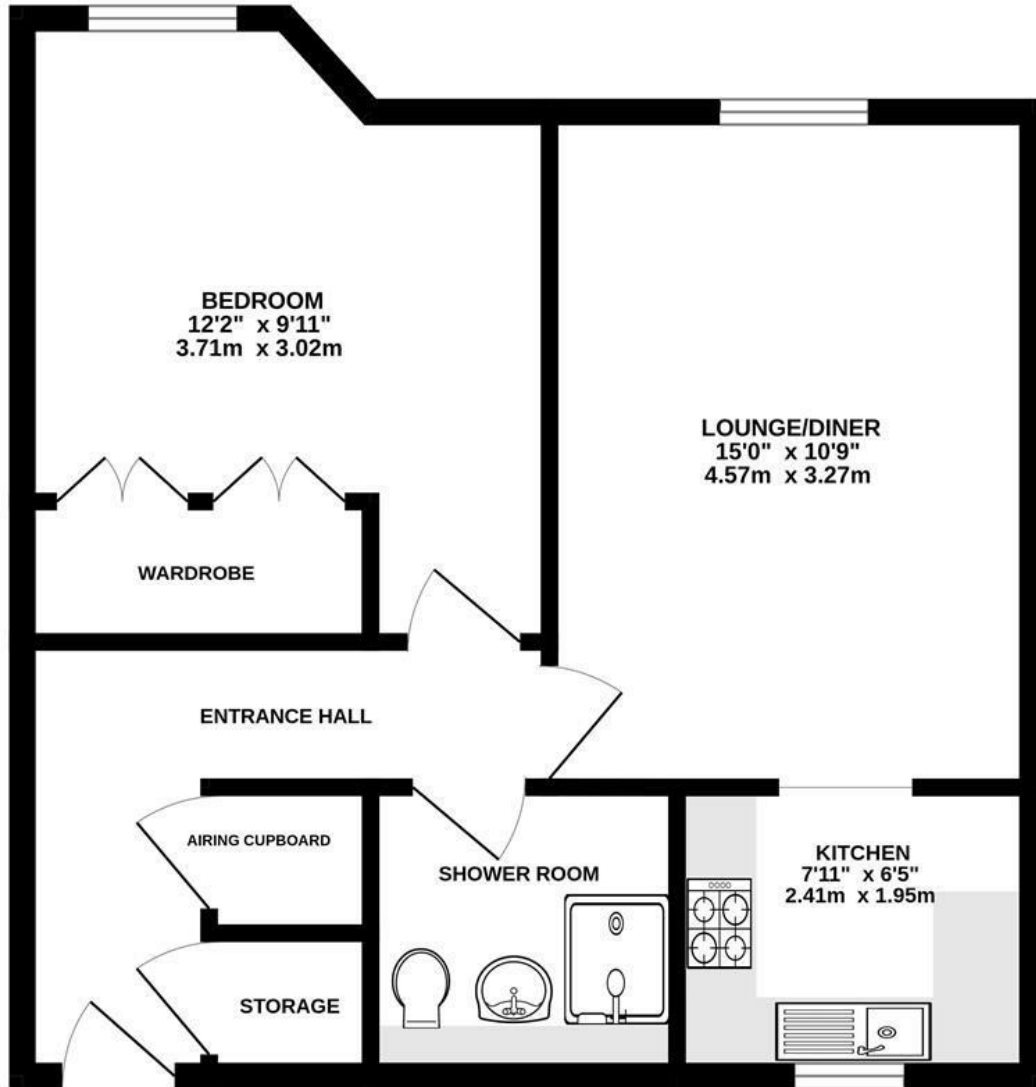 BEDROOM
12'2" x 9'11"
3.71m x 3.02m
LOUNGE/DINER
15'0" x 10'9"
4.57m x 3.27m
WARDROBE
ENTRANCE HALL
AIRING CUPBOARD
SHOWER ROOM
KITCHEN
7'11" x 6'5"
2.41m x 1.95m
STORAGE